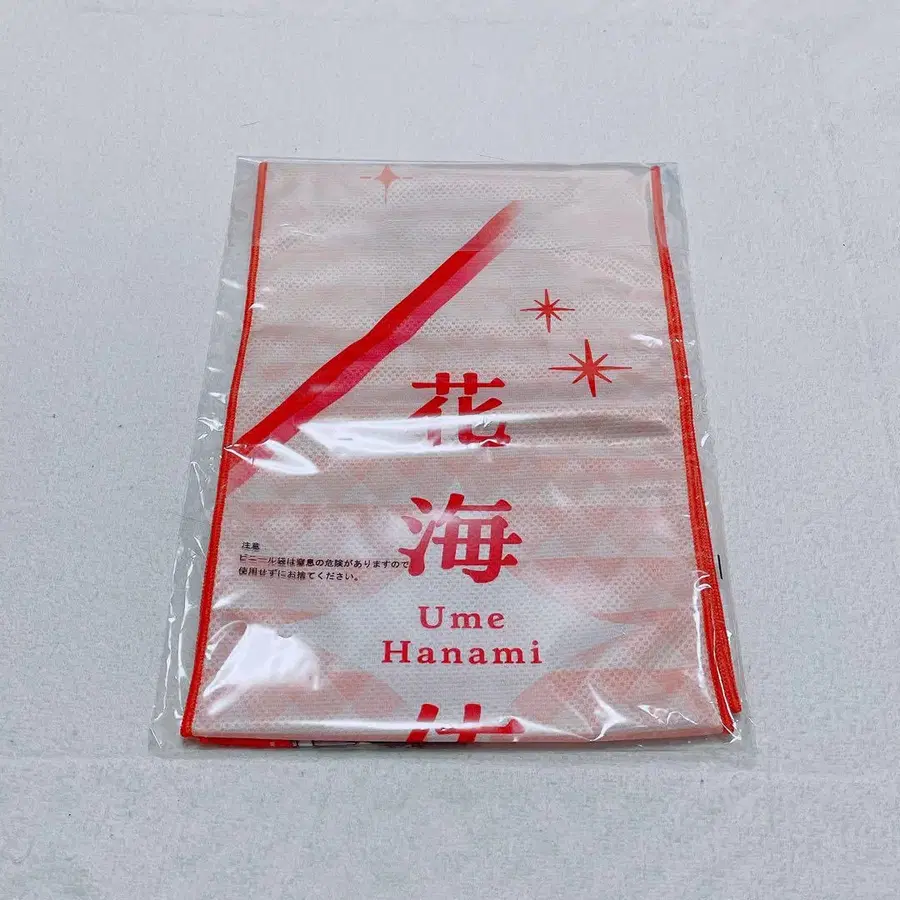 花
海
注意
ビニール袋は窒息の危険がありますので
使用せずにお捨てください。
Ume
Hanami